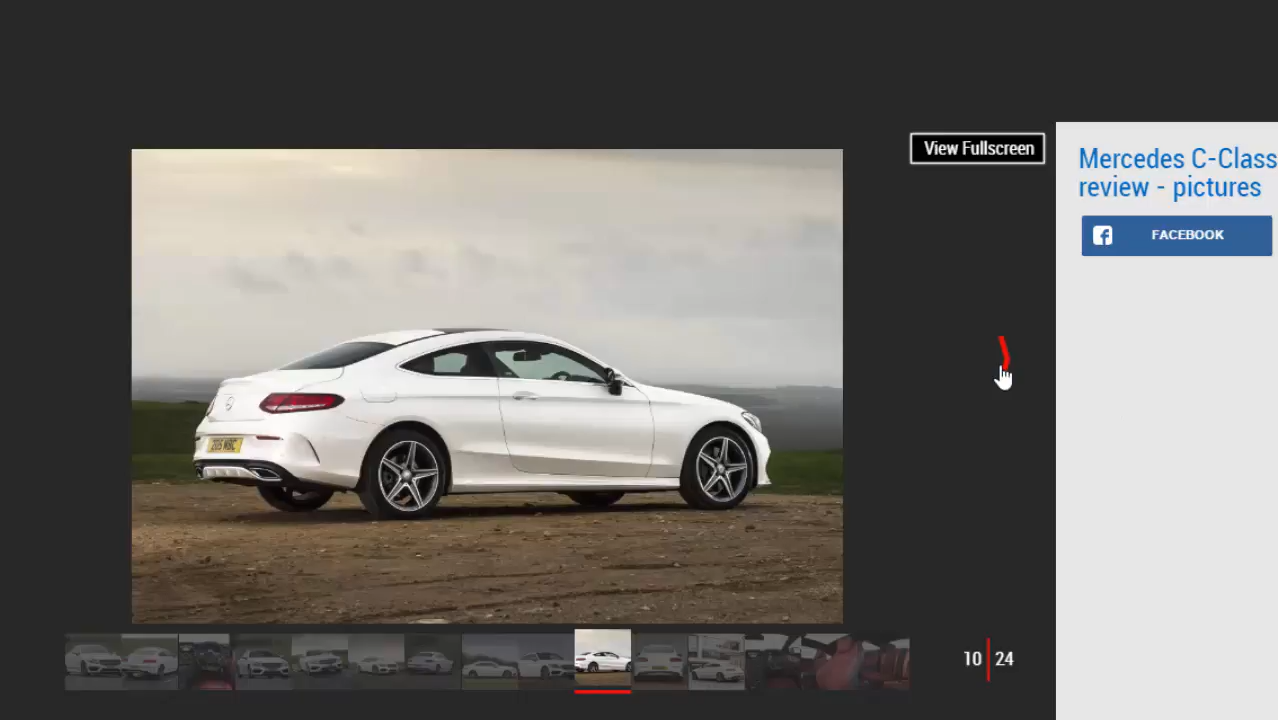 View Fullscreen
Mercedes C-Class
review - pictures
FACEBOOK
10 24